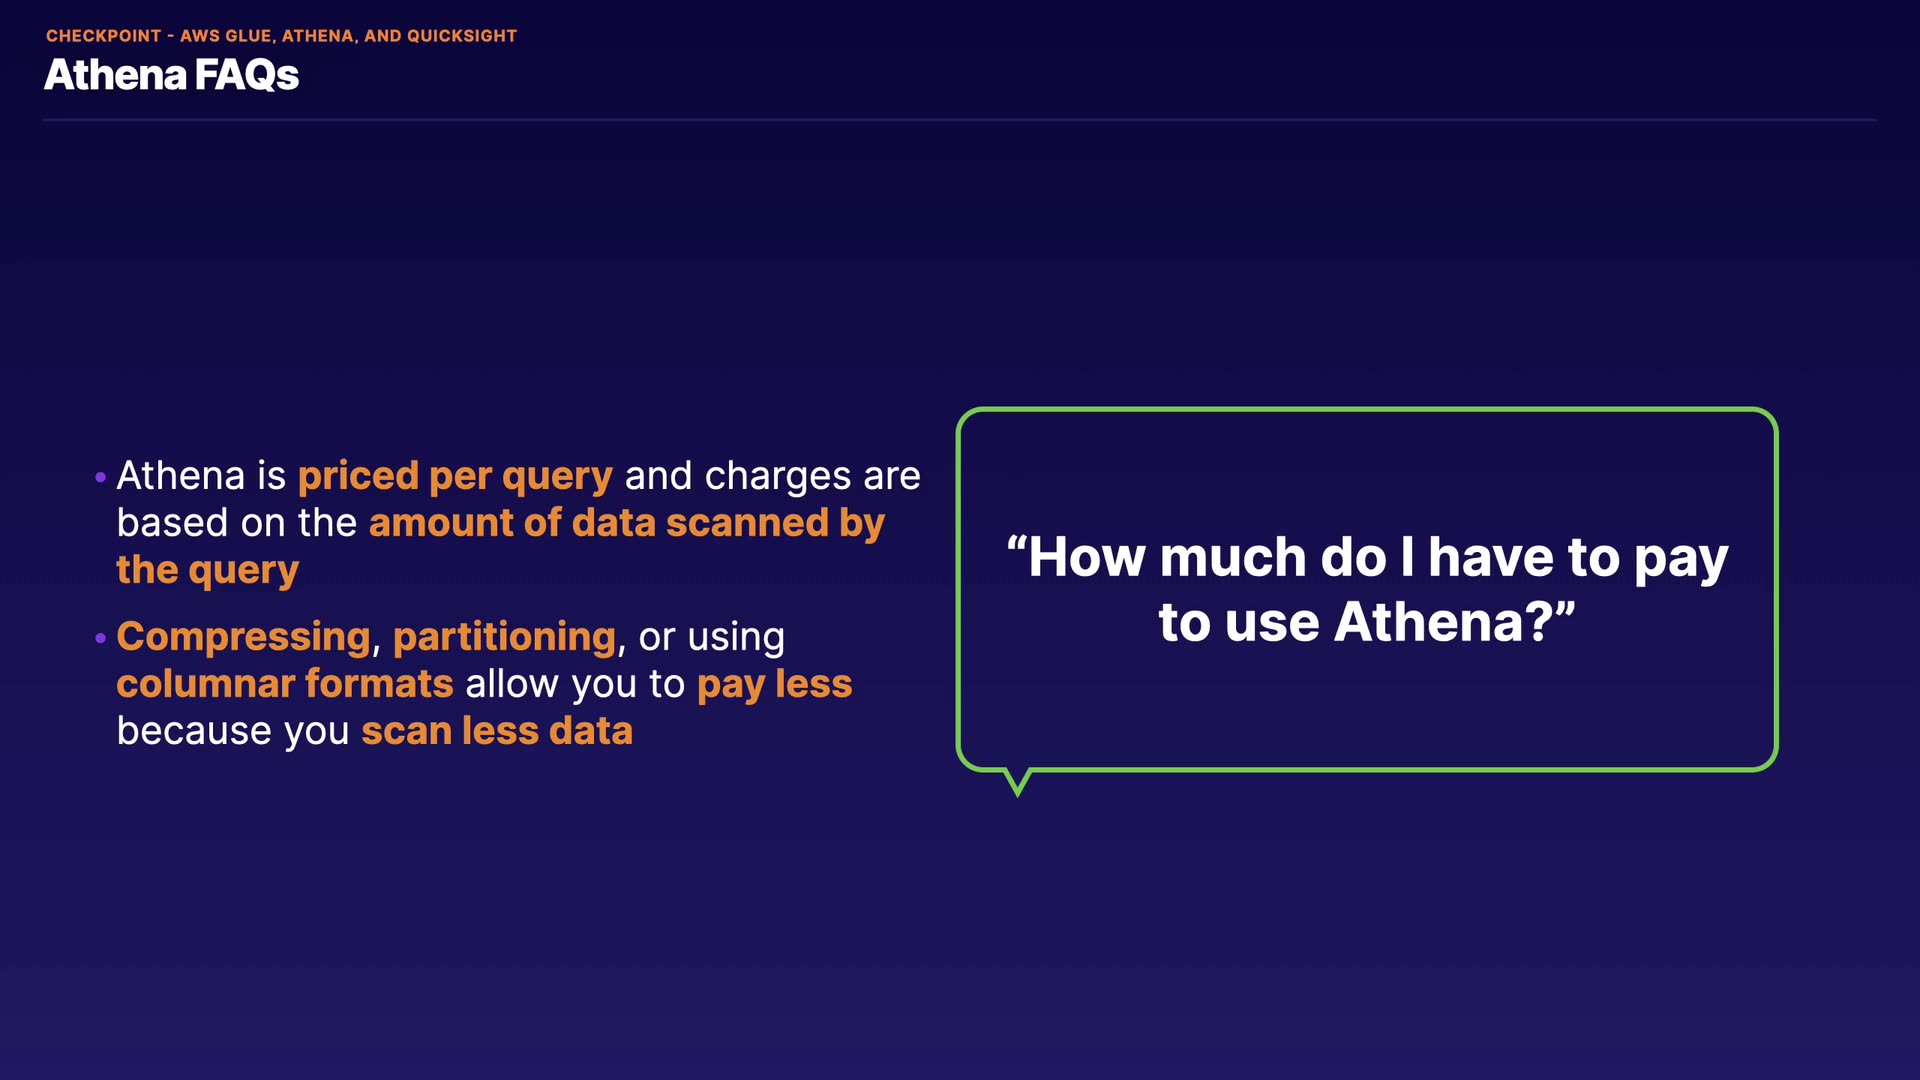 CHECKPOINT - AWS GLUE, ATHENA, AND QUICKSIGHT
Athena FAQs
• Athena is priced per query and charges are
based on the amount of data scanned by
the query
• Compressing, partitioning, or using
columnar formats allow you to pay less
because you scan less data
“How much do I have to pay
to use Athena?”